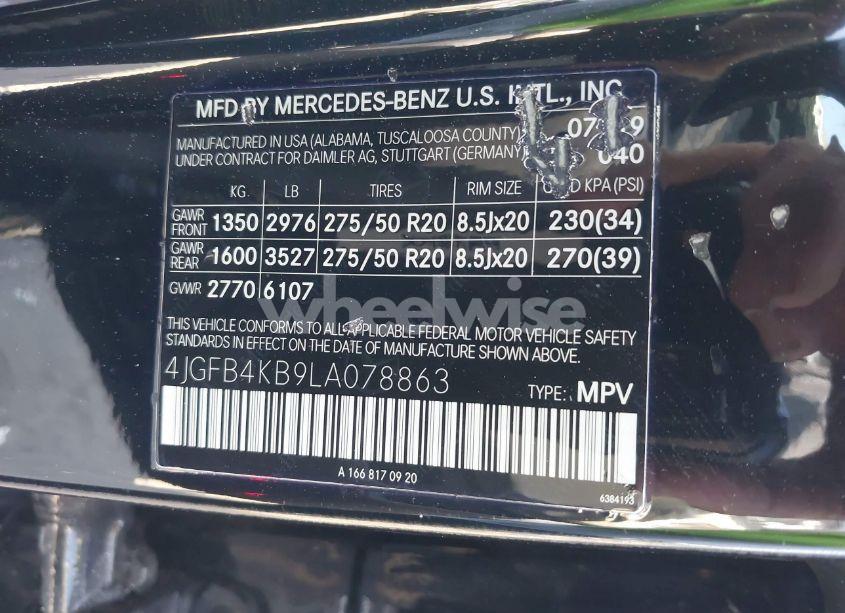 MFD BY MERCEDES-BENZ U.S. INTL., INC.
MANUFACTURED IN USA (ALABAMA, TUSCALOOSA COUNTY)
UNDER CONTRACT FOR DAIMLER AG, STUTTGART (GERMANY) 040
KG LB TIRES RIM SIZE COLD KPA (PSI)
GAWR FRONT 1350 2976 275/50 R20 8.5Jx20 230(34)
GAWR REAR 1600 3527 275/50 R20 8.5Jx20 270(39)
GVWR 2770 6107
wheelwise
THIS VEHICLE CONFORMS TO ALL APPLICABLE FEDERAL MOTOR VEHICLE SAFETY
STANDARDS IN EFFECT ON THE DATE OF MANUFACTURE SHOWN ABOVE.
4JGFB4KB9LA078863 TYPE: MPV
A 166 817 09 20
6384193